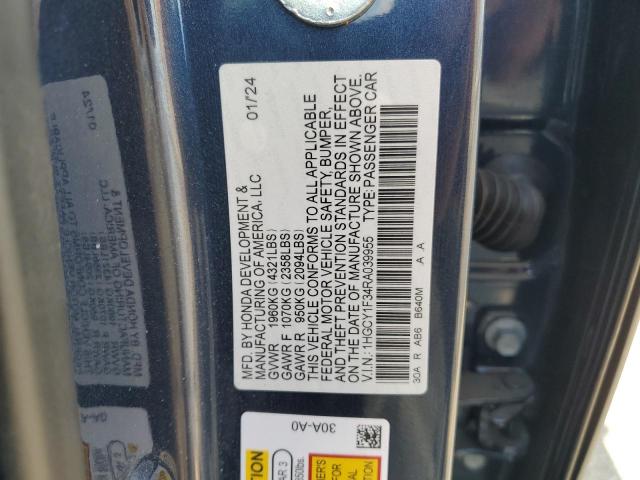 MFD. BY HONDA DEVELOPMENT & 01/24
MANUFACTURING OF AMERICA, LLC
GVWR 1960KG (4321LBS)
GAWR F 1070KG (2358LBS)
GAWR R 950KG (2094LBS)
THIS VEHICLE CONFORMS TO ALL APPLICABLE
FEDERAL MOTOR VEHICLE SAFETY, BUMPER,
AND THEFT PREVENTION STANDARDS IN EFFECT
ON THE DATE OF MANUFACTURE SHOWN ABOVE.
V.I.N.: 1HGCY1F34RA039955 TYPE: PASSENGER CAR
30A R AB6 B640M A A
30A-A0